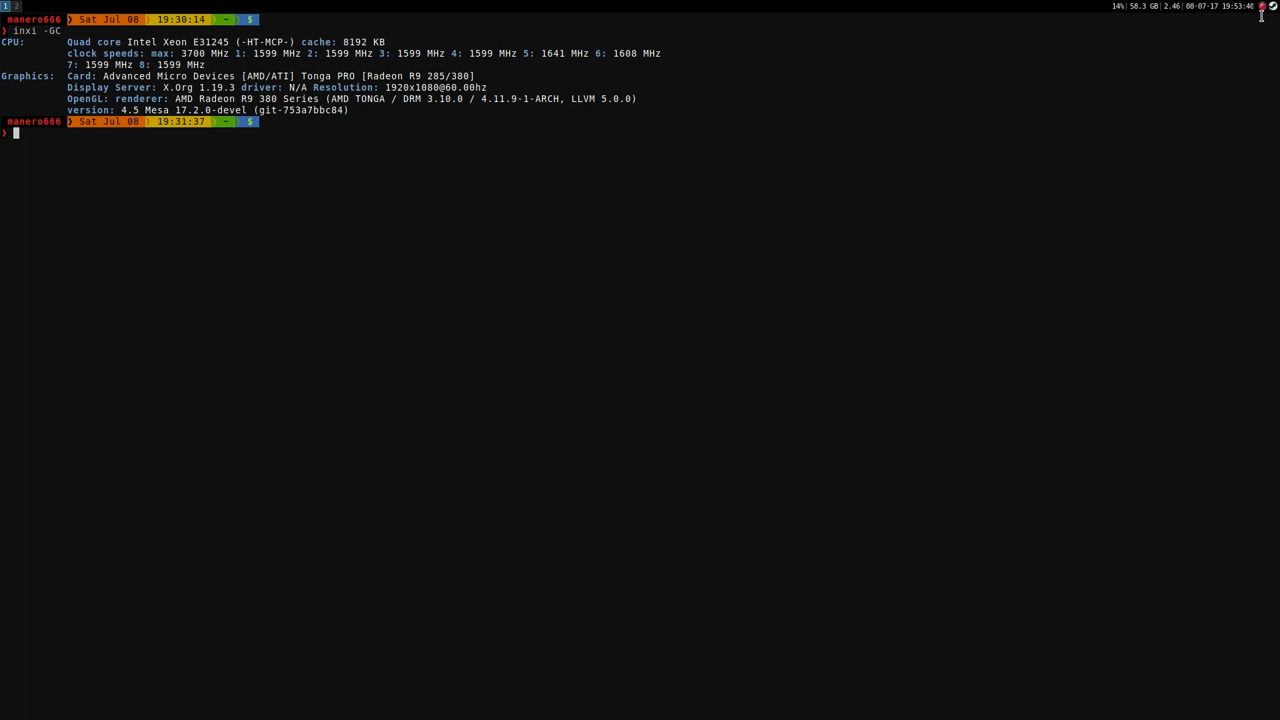 1 2 14% 58.3 GB 2.46 08-07-17 19:53:40
manero666 ❯ Sat Jul 08 ❯ 19:30:14 ❯ ~ ❯ $
❯ inxi -GC
CPU: Quad core Intel Xeon E31245 (-HT-MCP-) cache: 8192 KB
clock speeds: max: 3700 MHz 1: 1599 MHz 2: 1599 MHz 3: 1599 MHz 4: 1599 MHz 5: 1641 MHz 6: 1608 MHz
7: 1599 MHz 8: 1599 MHz
Graphics: Card: Advanced Micro Devices [AMD/ATI] Tonga PRO [Radeon R9 285/380]
Display Server: X.Org 1.19.3 driver: N/A Resolution: 1920x1080@60.00hz
OpenGL: renderer: AMD Radeon R9 380 Series (AMD TONGA / DRM 3.10.0 / 4.11.9-1-ARCH, LLVM 5.0.0)
version: 4.5 Mesa 17.2.0-devel (git-753a7bbc84)
manero666 ❯ Sat Jul 08 ❯ 19:31:37 ❯ ~ ❯ $
❯